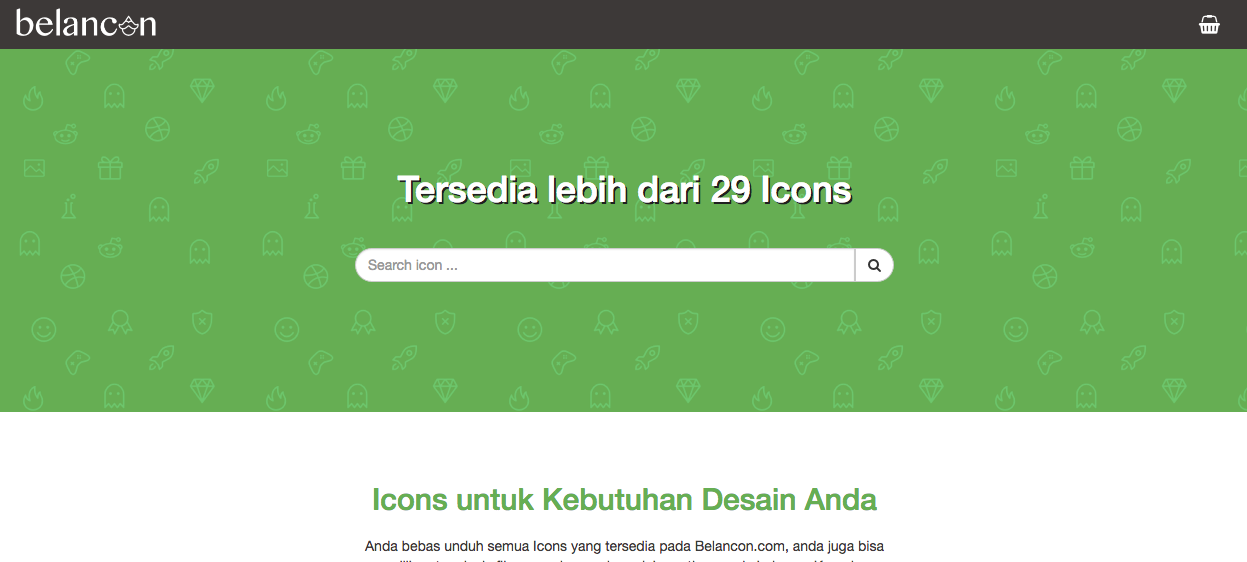 belancon
Tersedia lebih dari 29 Icons
Search icon ...
Icons untuk Kebutuhan Desain Anda
Anda bebas unduh semua Icons yang tersedia pada Belancon.com, anda juga bisa